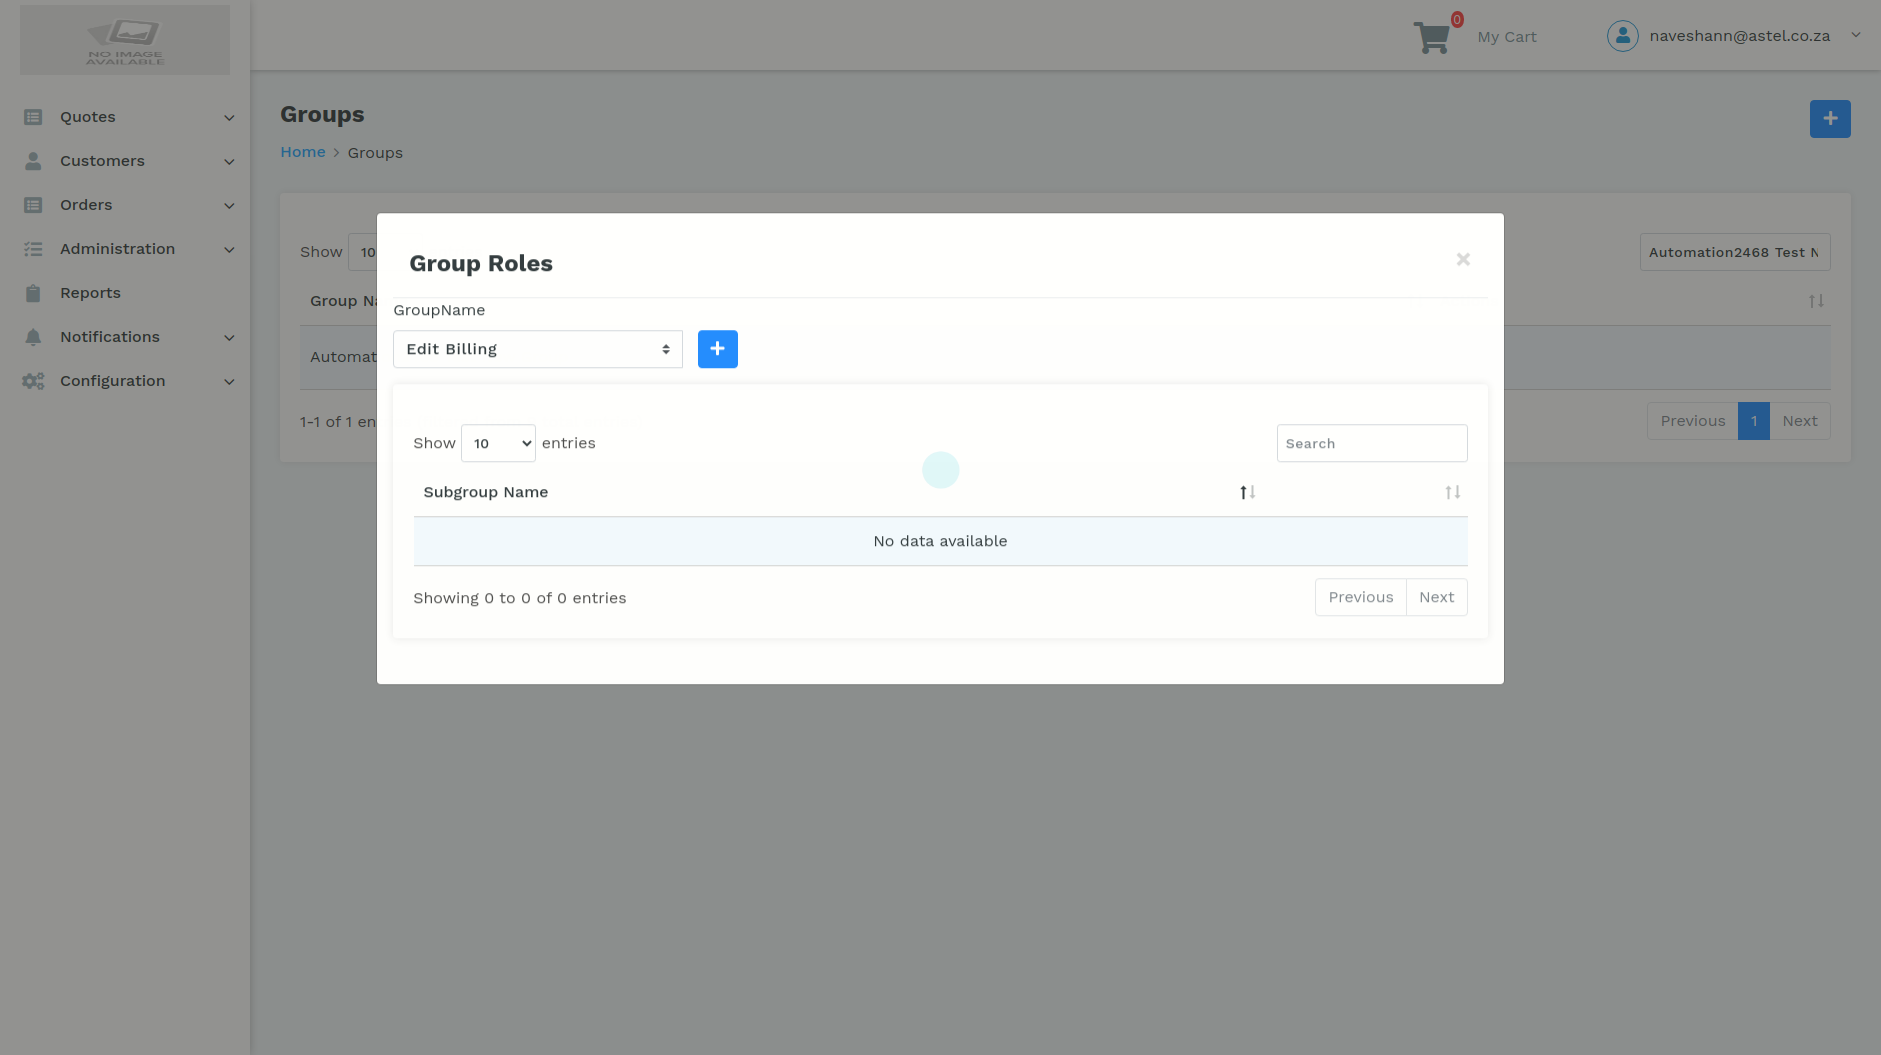 NO IMAGE
AVAILABLE
0
My Cart
naveshann@astel.co.za
Quotes
Customers
Orders
Administration
Reports
Notifications
Configuration
Groups
Home > Groups
Show 10
Automation2468 Test N
Group Na
Automat
1-1 of 1 en
Previous 1 Next
Group Roles
×
GroupName
Edit Billing
Show 10 entries
Search
Subgroup Name
No data available
Showing 0 to 0 of 0 entries
Previous Next